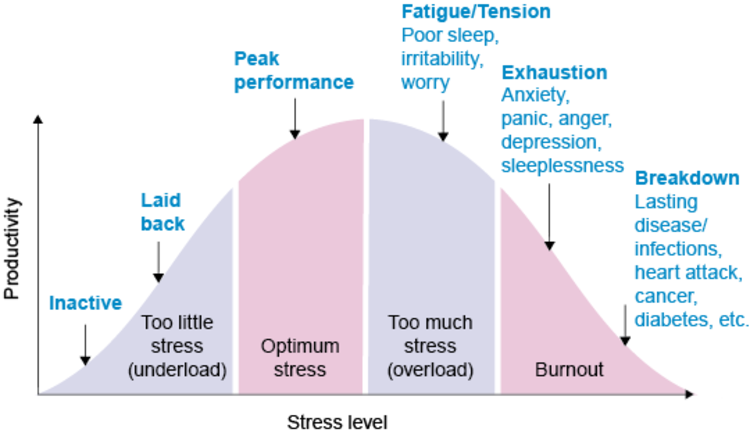 Fatigue/Tension
Poor sleep,
irritability,
worry
Peak
performance
Exhaustion
Anxiety,
panic, anger,
depression,
sleeplessness
Breakdown
Lasting
disease/
infections,
heart attack,
cancer,
diabetes, etc.
Laid
back
Inactive
Productivity
Too little
stress
(underload)
Optimum
stress
Too much
stress
(overload)
Burnout
Stress level